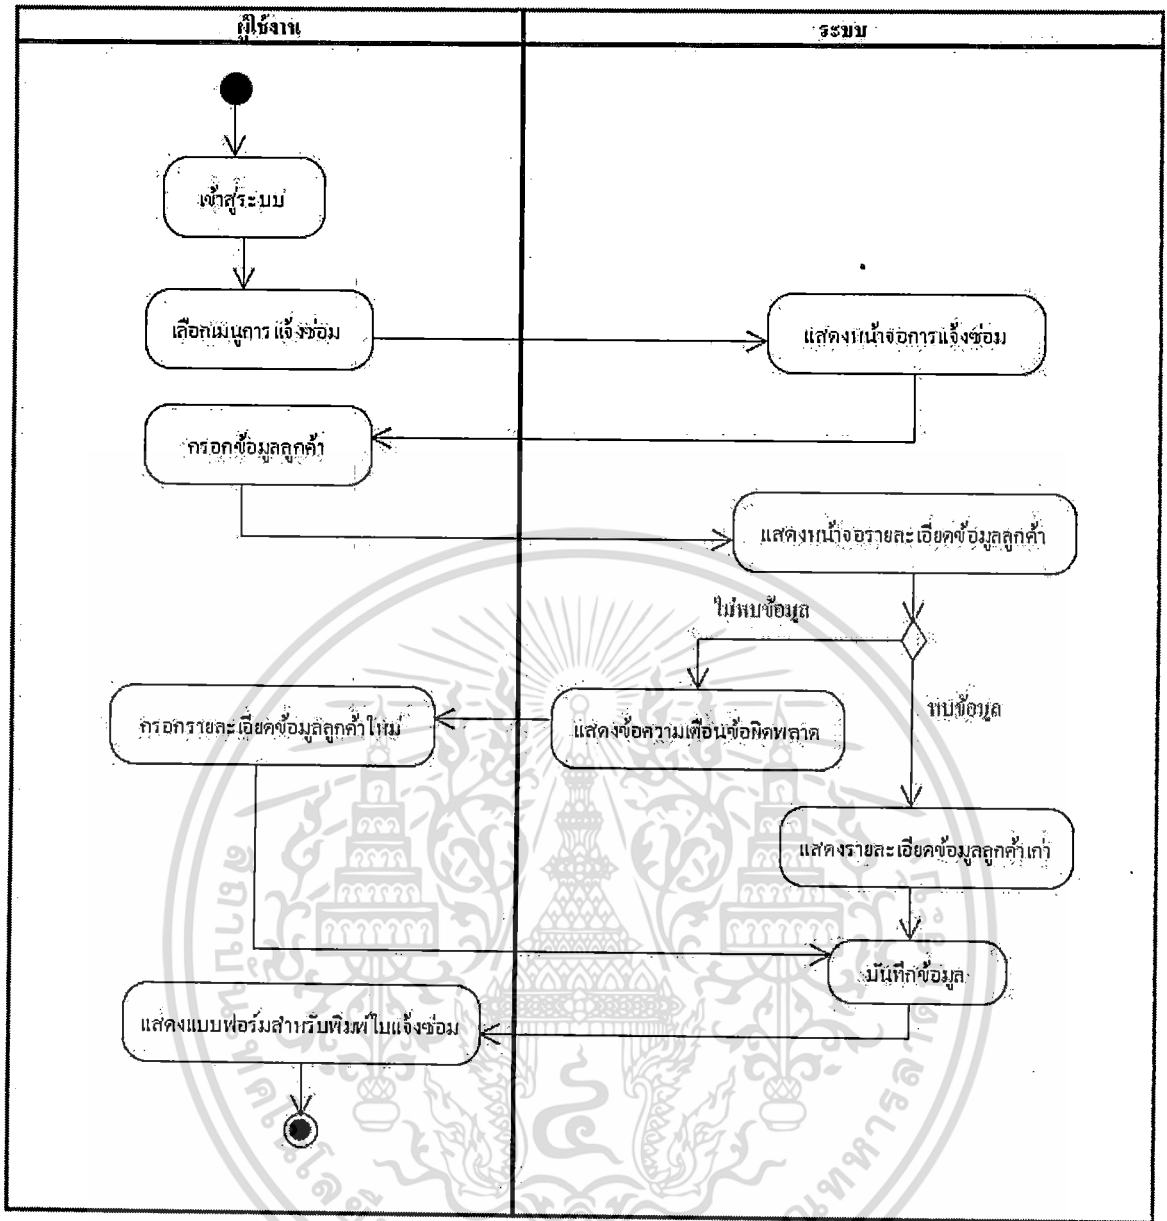 ผู้ใช้งาน
ระบบ
เข้าสู่ระบบ
เลือกเมนูการแจ้งซ่อม
แสดงหน้าจอการแจ้งซ่อม
กรอกข้อมูลลูกค้า
แสดงหน้าจอรายละเอียดข้อมูลลูกค้า
ไม่พบข้อมูล
พบข้อมูล
กรอกรายละเอียดข้อมูลลูกค้าใหม่
แสดงข้อความเตือนข้อผิดพลาด
แสดงรายละเอียดข้อมูลลูกค้าเก่า
บันทึกข้อมูล
แสดงแบบฟอร์มสำหรับพิมพ์ใบแจ้งซ่อม